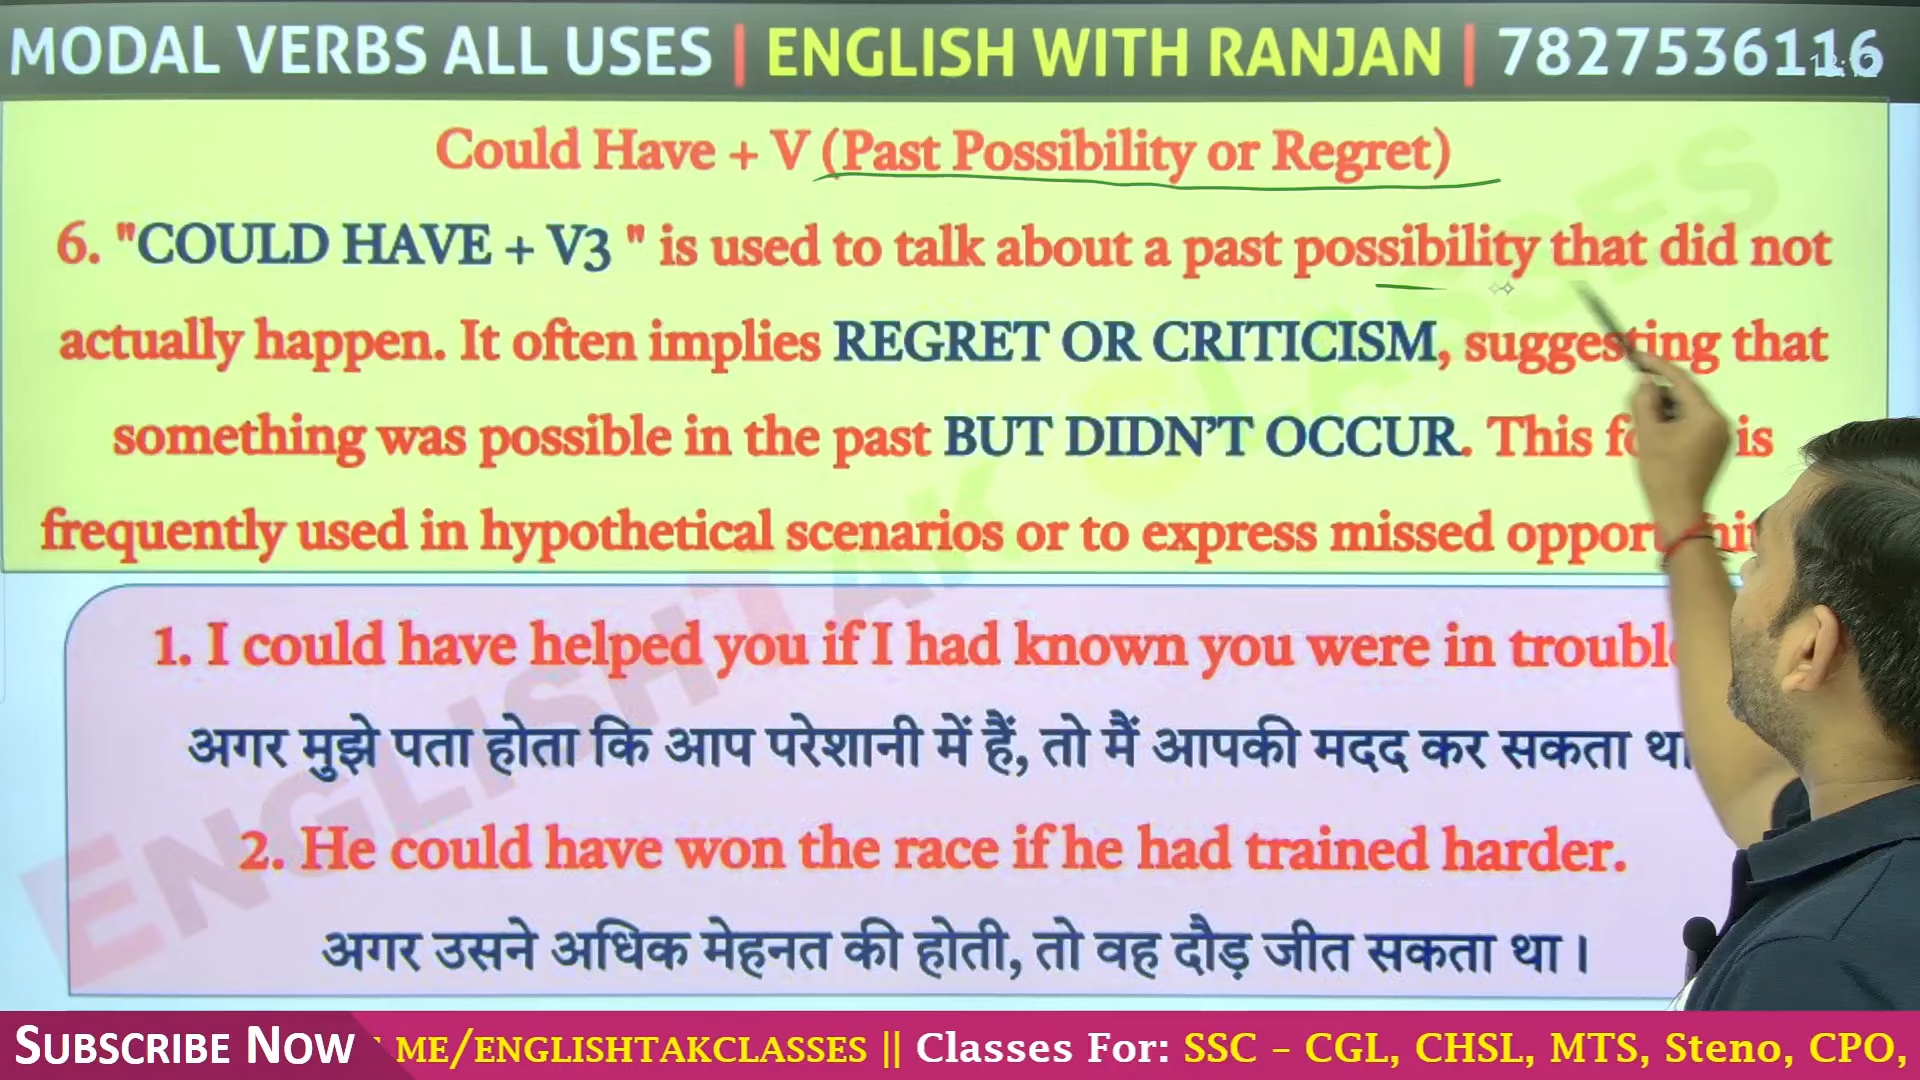 MODAL VERBS ALL USES | ENGLISH WITH RANJAN | 7827536116
Could Have + V (Past Possibility or Regret)
6. "COULD HAVE + V3 " is used to talk about a past possibility that did not
actually happen. It often implies REGRET OR CRITICISM, suggesting that
something was possible in the past BUT DIDN'T OCCUR. This is
frequently used in hypothetical scenarios or to express missed
1. I could have helped you if I had known you were in
अगर मुझे पता होता कि आप परेशानी में हैं, तो मैं आपकी मदद कर सकता था
2. He could have won the race if he had trained harder.
अगर उसने अधिक मेहनत की होती, तो वह दौड़ जीत सकता था।
ENGLISHTAK CLASSES
SUBSCRIBE NOW ME/ENGLISHTAKCLASSES || Classes For: SSC - CGL, CHSL, MTS, Steno, CPO,